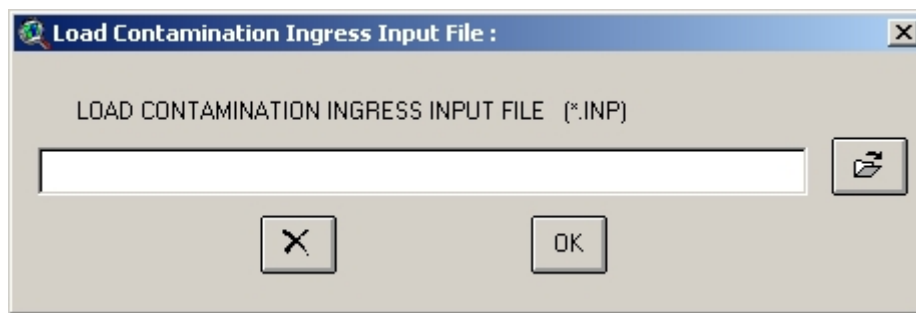 Load Contamination Ingress Input File :
LOAD CONTAMINATION INGRESS INPUT FILE (*.INP)
OK